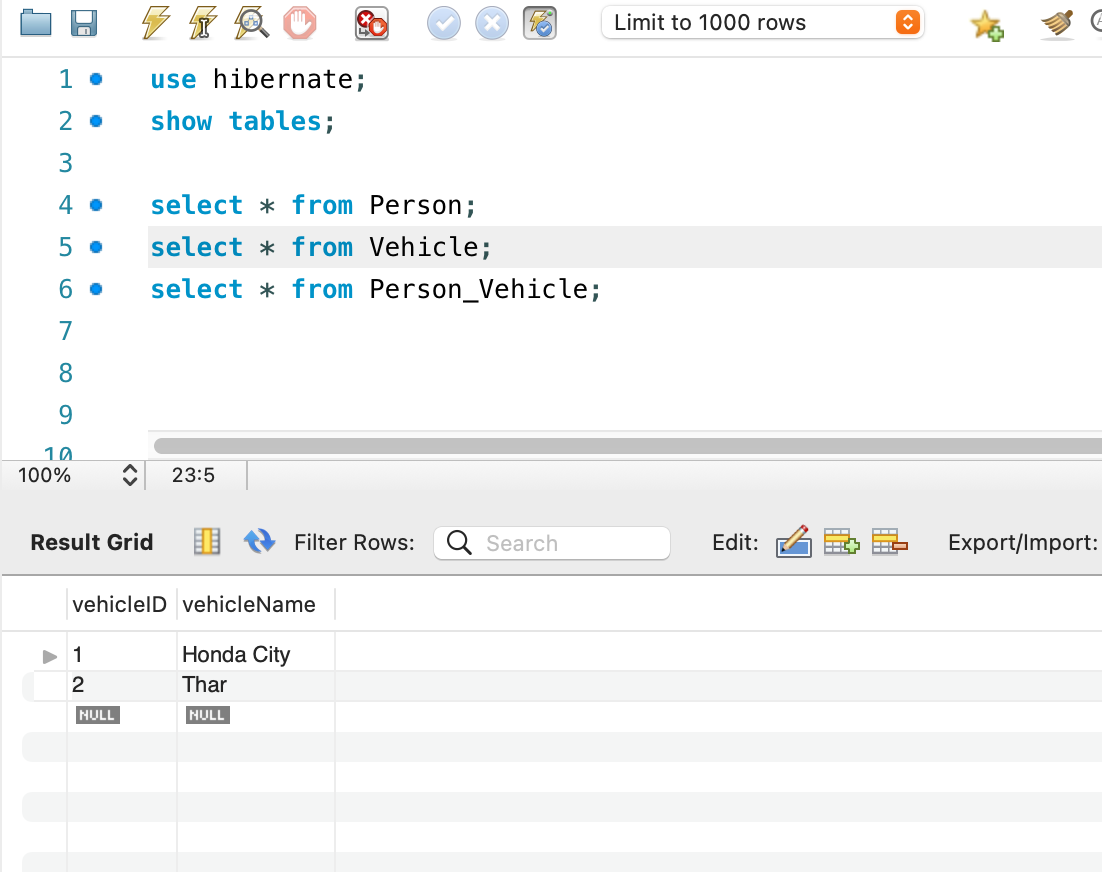 Limit to 1000 rows
1 use hibernate;
2 show tables;
3
4 select * from Person;
5 select * from Vehicle;
6 select * from Person_Vehicle;
7
8
9
10
100% 23:5
Result Grid Filter Rows: Search Edit: Export/Import:
vehicleID vehicleName
1 Honda City
2 Thar
NULL NULL